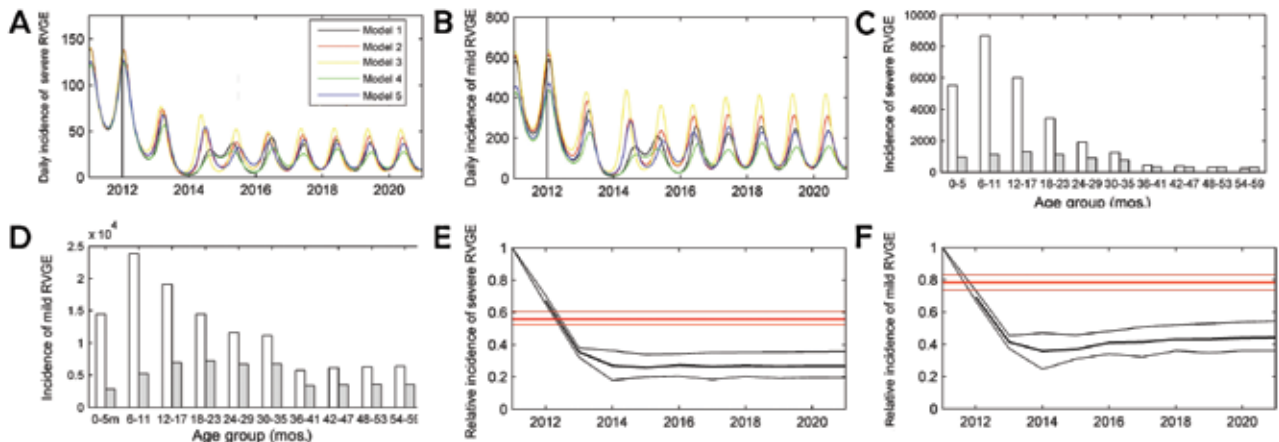 A
Daily incidence of severe RVGE
150
100
50
0
2012 2014 2016 2018 2020
Model 1
Model 2
Model 3
Model 4
Model 5
B
Daily incidence of mild RVGE
800
600
400
200
0
2012 2014 2016 2018 2020
C
Incidence of severe RVGE
10000
8000
6000
4000
2000
0
0-5 6-11 12-17 18-23 24-29 30-35 36-41 42-47 48-53 54-59
Age group (mos.)
D
x 10^4
Incidence of mild RVGE
2.5
2
1.5
1
0.5
0
0-5m 6-11 12-17 18-23 24-29 30-35 36-41 42-47 48-53 54-59
Age group (mos.)
E
Relative incidence of severe RVGE
1
0.8
0.6
0.4
0.2
0
2012 2014 2016 2018 2020
F
Relative incidence of mild RVGE
1
0.8
0.6
0.4
0.2
0
2012 2014 2016 2018 2020